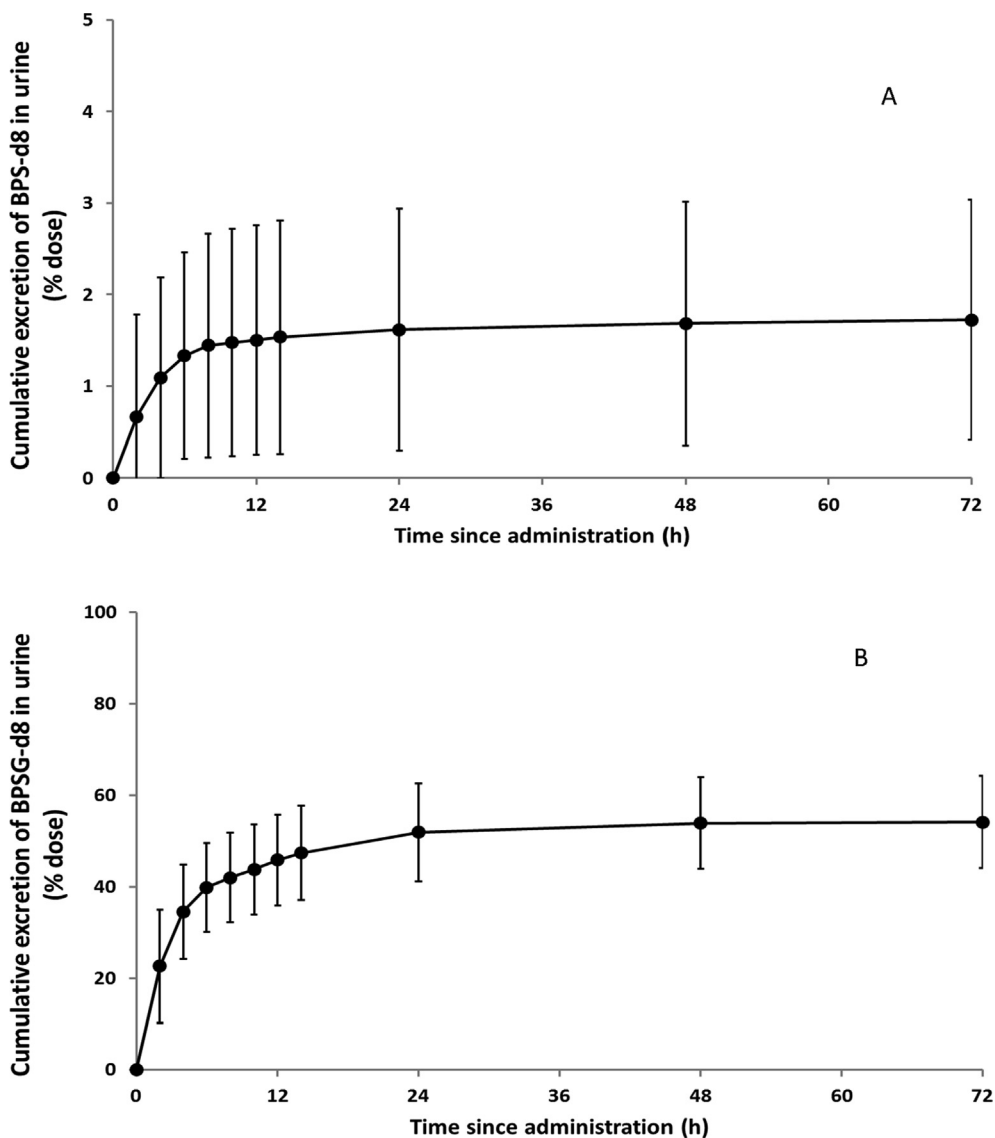 Cumulative excretion of BPS-d8 in urine
(% dose)
5
4
3
2
1
0
A
0 12 24 36 48 60 72
Time since administration (h)
Cumulative excretion of BPSG-d8 in urine
(% dose)
100
80
60
40
20
0
B
0 12 24 36 48 60 72
Time since administration (h)